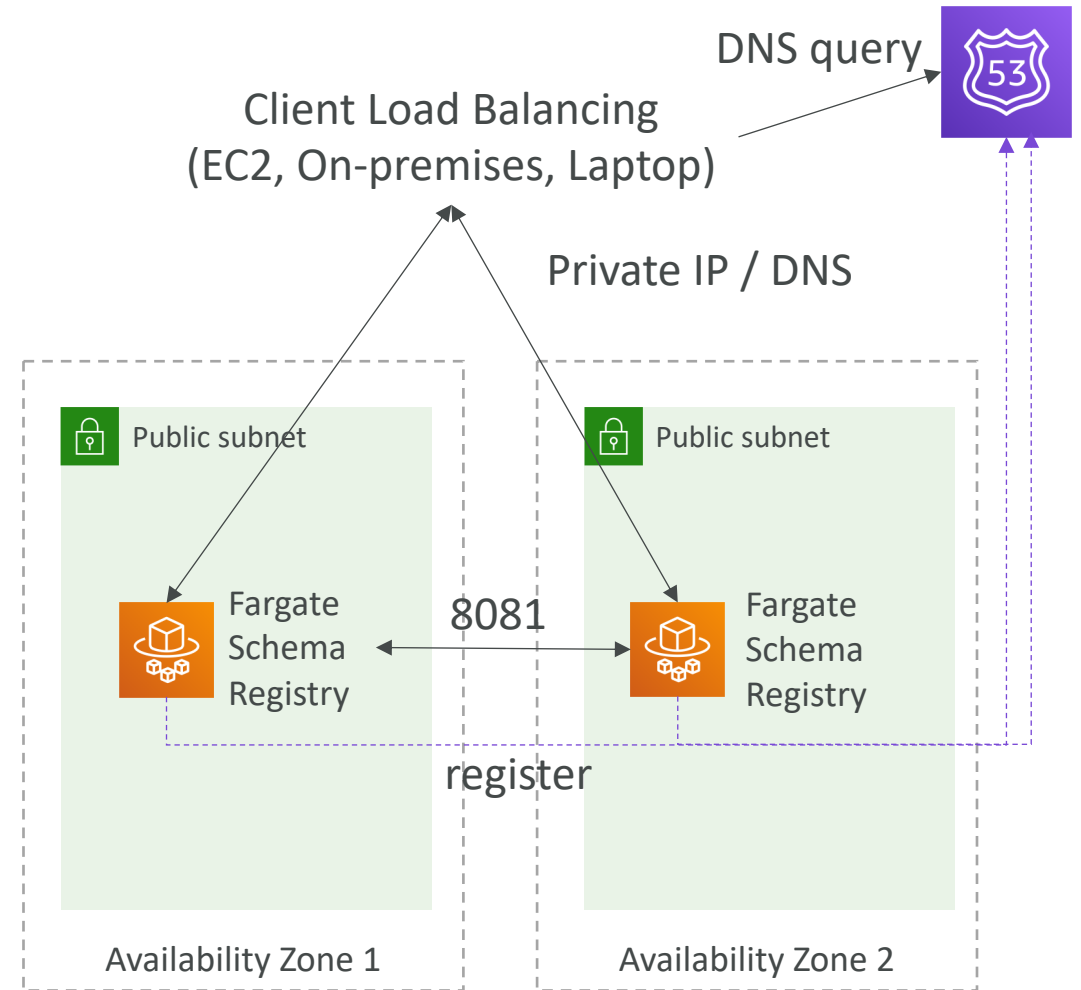 DNS query
53
Client Load Balancing
(EC2, On-premises, Laptop)
Private IP / DNS
Public subnet
Public subnet
Fargate
Schema
Registry
8081
Fargate
Schema
Registry
register
Availability Zone 1
Availability Zone 2